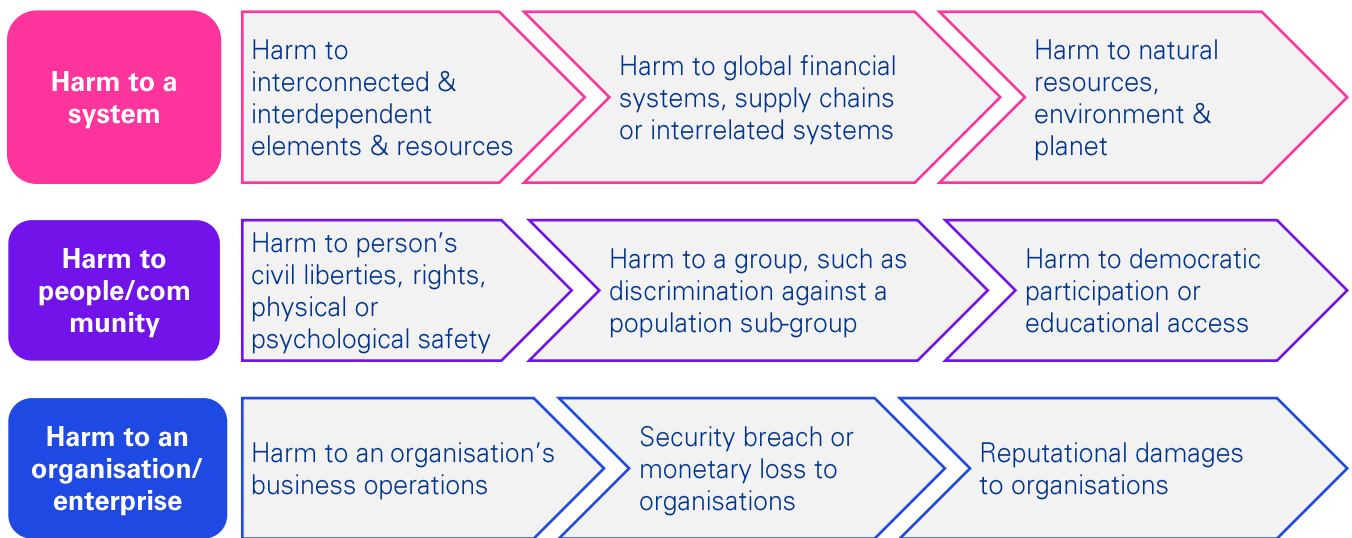 Harm to a
system
Harm to
interconnected &
interdependent
elements & resources
Harm to global financial
systems, supply chains
or interrelated systems
Harm to natural
resources,
environment &
planet
Harm to
people/com
munity
Harm to person's
civil liberties, rights,
physical or
psychological safety
Harm to a group, such as
discrimination against a
population sub-group
Harm to democratic
participation or
educational access
Harm to an
organisation/
enterprise
Harm to an organisation's
business operations
Security breach or
monetary loss to
organisations
Reputational damages
to organisations